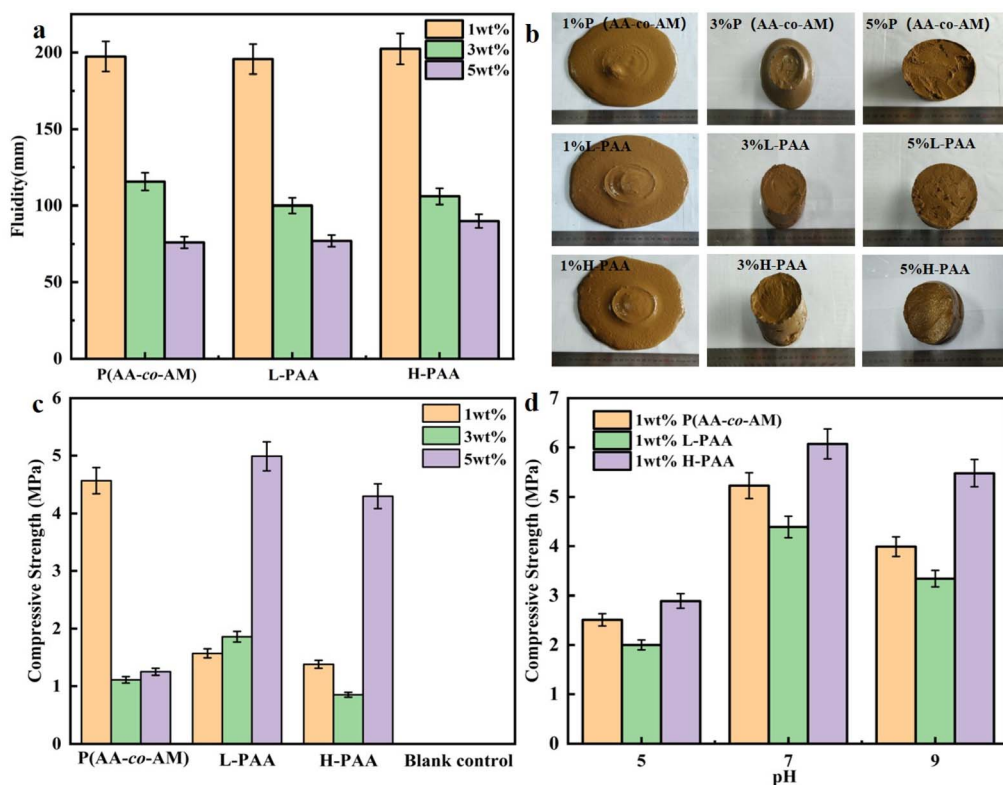 a
1wt%
3wt%
5wt%
200
150
100
50
0
Fluidity(mm)
P(AA-co-AM)
L-PAA
H-PAA
b
1%P（AA-co-AM）
3%P（AA-co-AM）
5%P（AA-co-AM）
1%L-PAA
3%L-PAA
5%L-PAA
1%H-PAA
3%H-PAA
5%H-PAA
c
1wt%
3wt%
5wt%
6
5
4
3
2
1
0
Compressive Strength (MPa)
P(AA-co-AM)
L-PAA
H-PAA
Blank control
d
1wt% P(AA-co-AM)
1wt% L-PAA
1wt% H-PAA
7
6
5
4
3
2
1
0
Compressive Strength (MPa)
5
7
9
pH